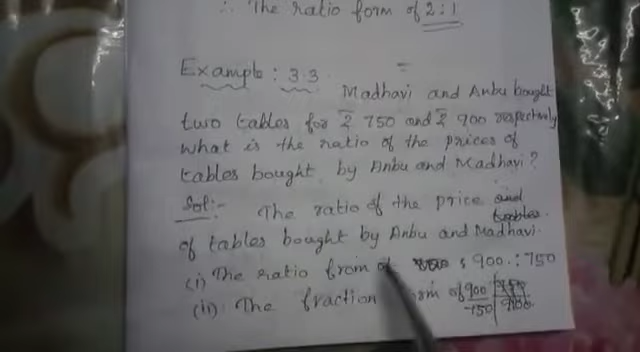 ∴ The ratio form of 2 : 1
Example : 3.3
Madhavi and Anbu bought
two tables for ₹ 750 and ₹ 900 respectively
what is the ratio of the prices of
tables bought by Anbu and Madhavi?
Sol:- The ratio of the price
of tables bought by Anbu and Madhavi.
(i) The ratio from of 900 : 750
(ii) The fraction of 900/750